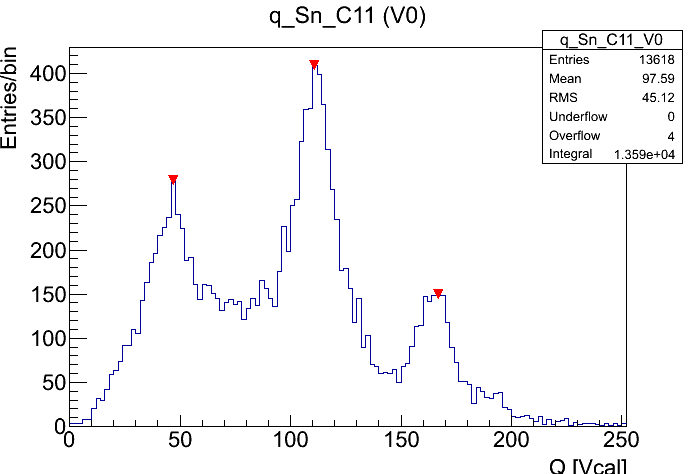 q_Sn_C11 (V0)
q_Sn_C11_V0
Entries 13618
Mean 97.59
RMS 45.12
Underflow 0
Overflow 4
Integral 1.359e+04
Entries/bin
400
350
300
250
200
150
100
50
0
0 50 100 150 200 250
Q [Vcal]